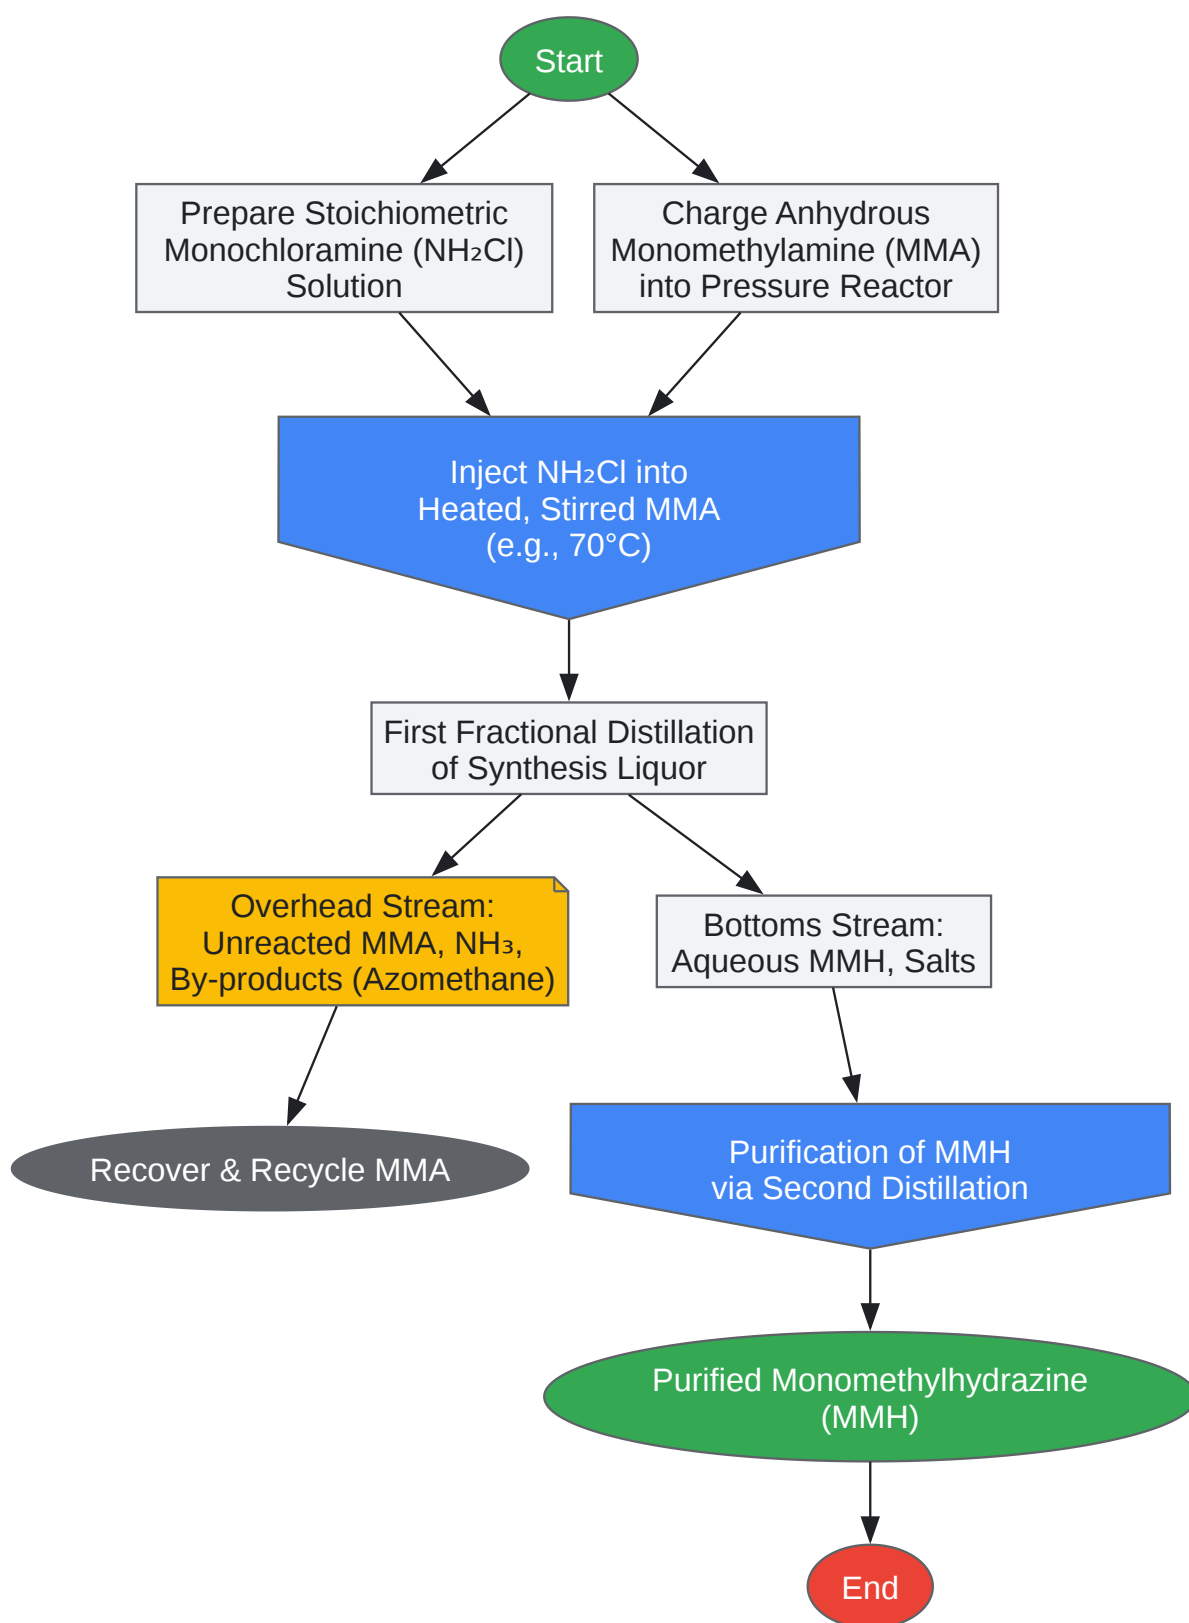 Start
Prepare Stoichiometric
Monochloramine (NH₂Cl)
Solution
Charge Anhydrous
Monomethylamine (MMA)
into Pressure Reactor
Inject NH₂Cl into
Heated, Stirred MMA
(e.g., 70°C)
First Fractional Distillation
of Synthesis Liquor
Overhead Stream:
Unreacted MMA, NH₃,
By-products (Azomethane)
Bottoms Stream:
Aqueous MMH, Salts
Recover & Recycle MMA
Purification of MMH
via Second Distillation
Purified Monomethylhydrazine
(MMH)
End